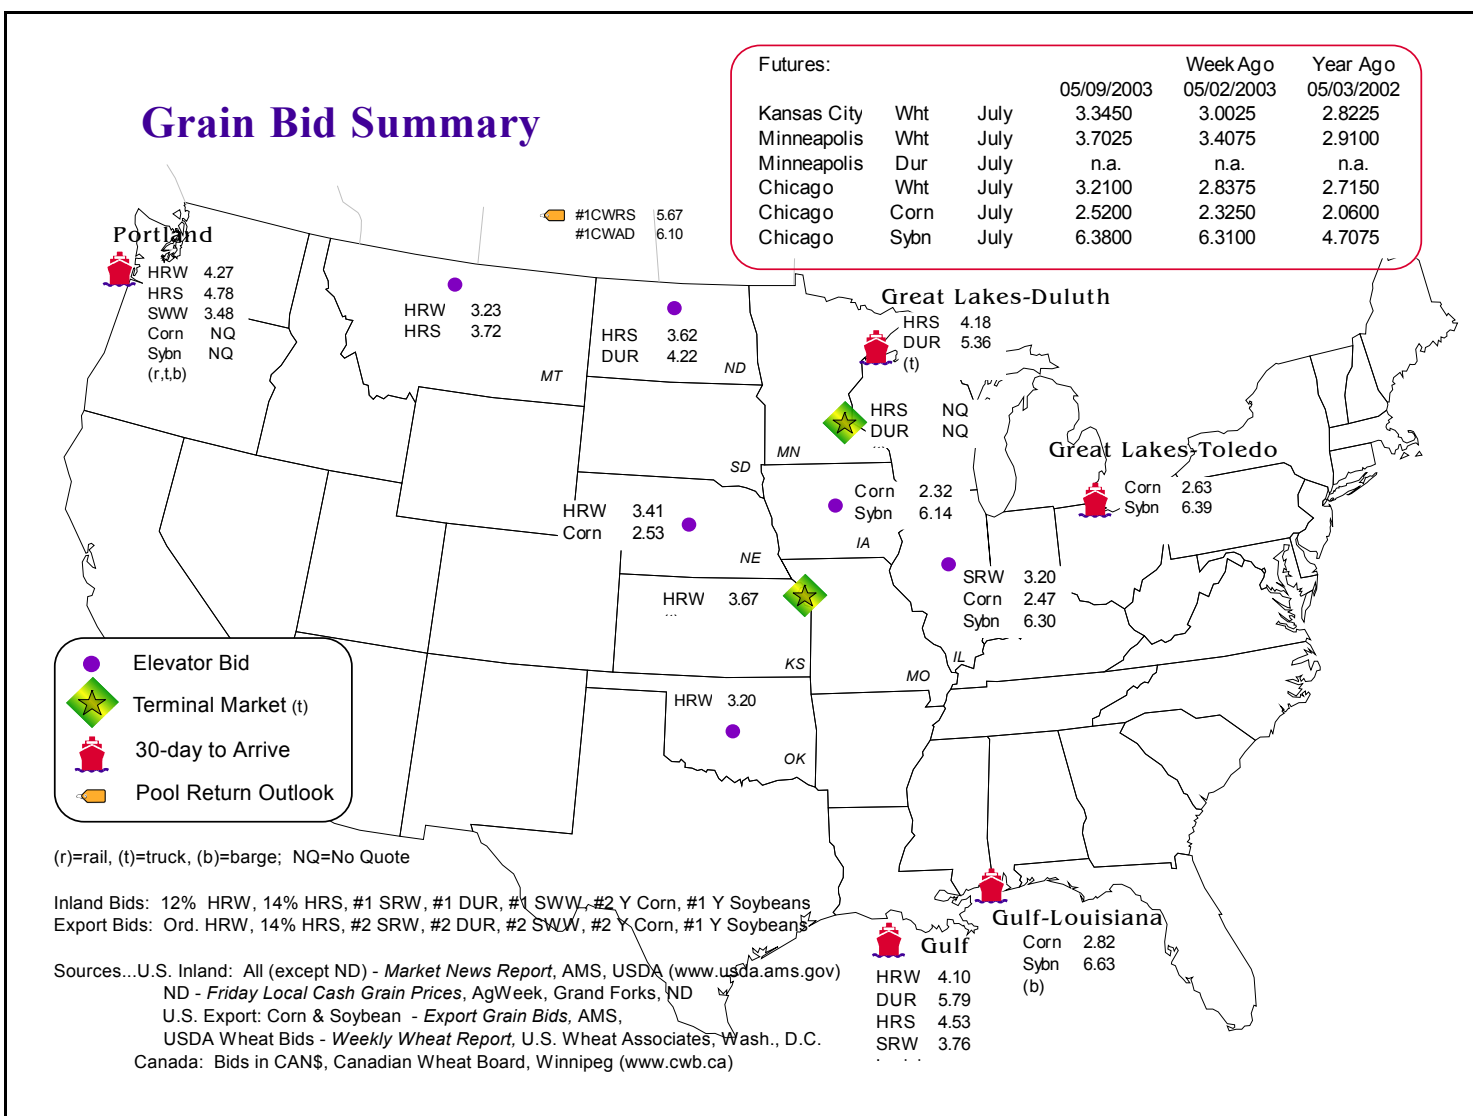 Grain Bid Summary
Futures: Week Ago Year Ago
05/09/2003 05/02/2003 05/03/2002
Kansas City Wht July 3.3450 3.0025 2.8225
Minneapolis Wht July 3.7025 3.4075 2.9100
Minneapolis Dur July n.a. n.a. n.a.
Chicago Wht July 3.2100 2.8375 2.7150
Chicago Corn July 2.5200 2.3250 2.0600
Chicago Sybn July 6.3800 6.3100 4.7075
#1CWRS 5.67
#1CWAD 6.10
Portland
HRW 4.27
HRS 4.78
SWW 3.48
Corn NQ
Sybn NQ
(r,t,b)
HRW 3.23
HRS 3.72
MT
HRS 3.62
DUR 4.22
ND
Great Lakes-Duluth
HRS 4.18
DUR 5.36
(t)
HRS NQ
DUR NQ
MN
SD
Great Lakes-Toledo
Corn 2.63
Sybn 6.39
Corn 2.32
Sybn 6.14
IA
HRW 3.41
Corn 2.53
NE
SRW 3.20
Corn 2.47
Sybn 6.30
IL
HRW 3.67
KS
MO
HRW 3.20
OK
Elevator Bid
Terminal Market (t)
30-day to Arrive
Pool Return Outlook
(r)=rail, (t)=truck, (b)=barge; NQ=No Quote
Inland Bids: 12% HRW, 14% HRS, #1 SRW, #1 DUR, #1 SWW, #2 Y Corn, #1 Y Soybeans
Export Bids: Ord. HRW, 14% HRS, #2 SRW, #2 DUR, #2 SWW, #2 Y Corn, #1 Y Soybeans
Gulf-Louisiana
Corn 2.82
Sybn 6.63
(b)
Gulf
HRW 4.10
DUR 5.79
HRS 4.53
SRW 3.76
Sources...U.S. Inland: All (except ND) - Market News Report, AMS, USDA (www.usda.ams.gov)
ND - Friday Local Cash Grain Prices, AgWeek, Grand Forks, ND
U.S. Export: Corn & Soybean - Export Grain Bids, AMS,
USDA Wheat Bids - Weekly Wheat Report, U.S. Wheat Associates, Wash., D.C.
Canada: Bids in CAN$, Canadian Wheat Board, Winnipeg (www.cwb.ca)